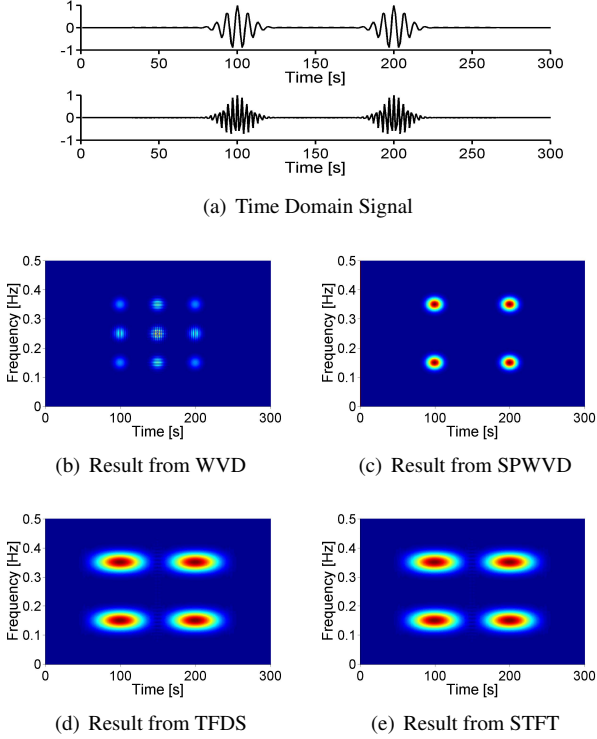 1
0
-1
0 50 100 150 200 250 300
Time [s]
1
0
-1
0 50 100 150 200 250 300
Time [s]
(a) Time Domain Signal
0.5
0.4
0.3
0.2
0.1
0
Frequency [Hz]
0 100 200 300
Time [s]
(b) Result from WVD
0.5
0.4
0.3
0.2
0.1
0
Frequency [Hz]
0 100 200 300
Time [s]
(c) Result from SPWVD
0.5
0.4
0.3
0.2
0.1
0
Frequency [Hz]
0 100 200 300
Time [s]
(d) Result from TFDS
0.5
0.4
0.3
0.2
0.1
0
Frequency [Hz]
0 100 200 300
Time [s]
(e) Result from STFT